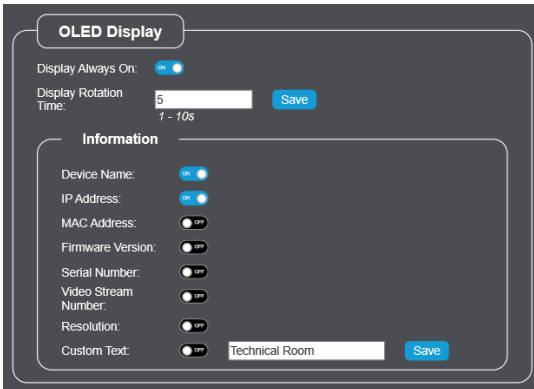 OLED Display
Display Always On: ON
Display Rotation
Time: 5 Save
1 - 10s
Information
Device Name: ON
IP Address: ON
MAC Address: OFF
Firmware Version: OFF
Serial Number: OFF
Video Stream
Number: OFF
Resolution: OFF
Custom Text: OFF Technical Room Save